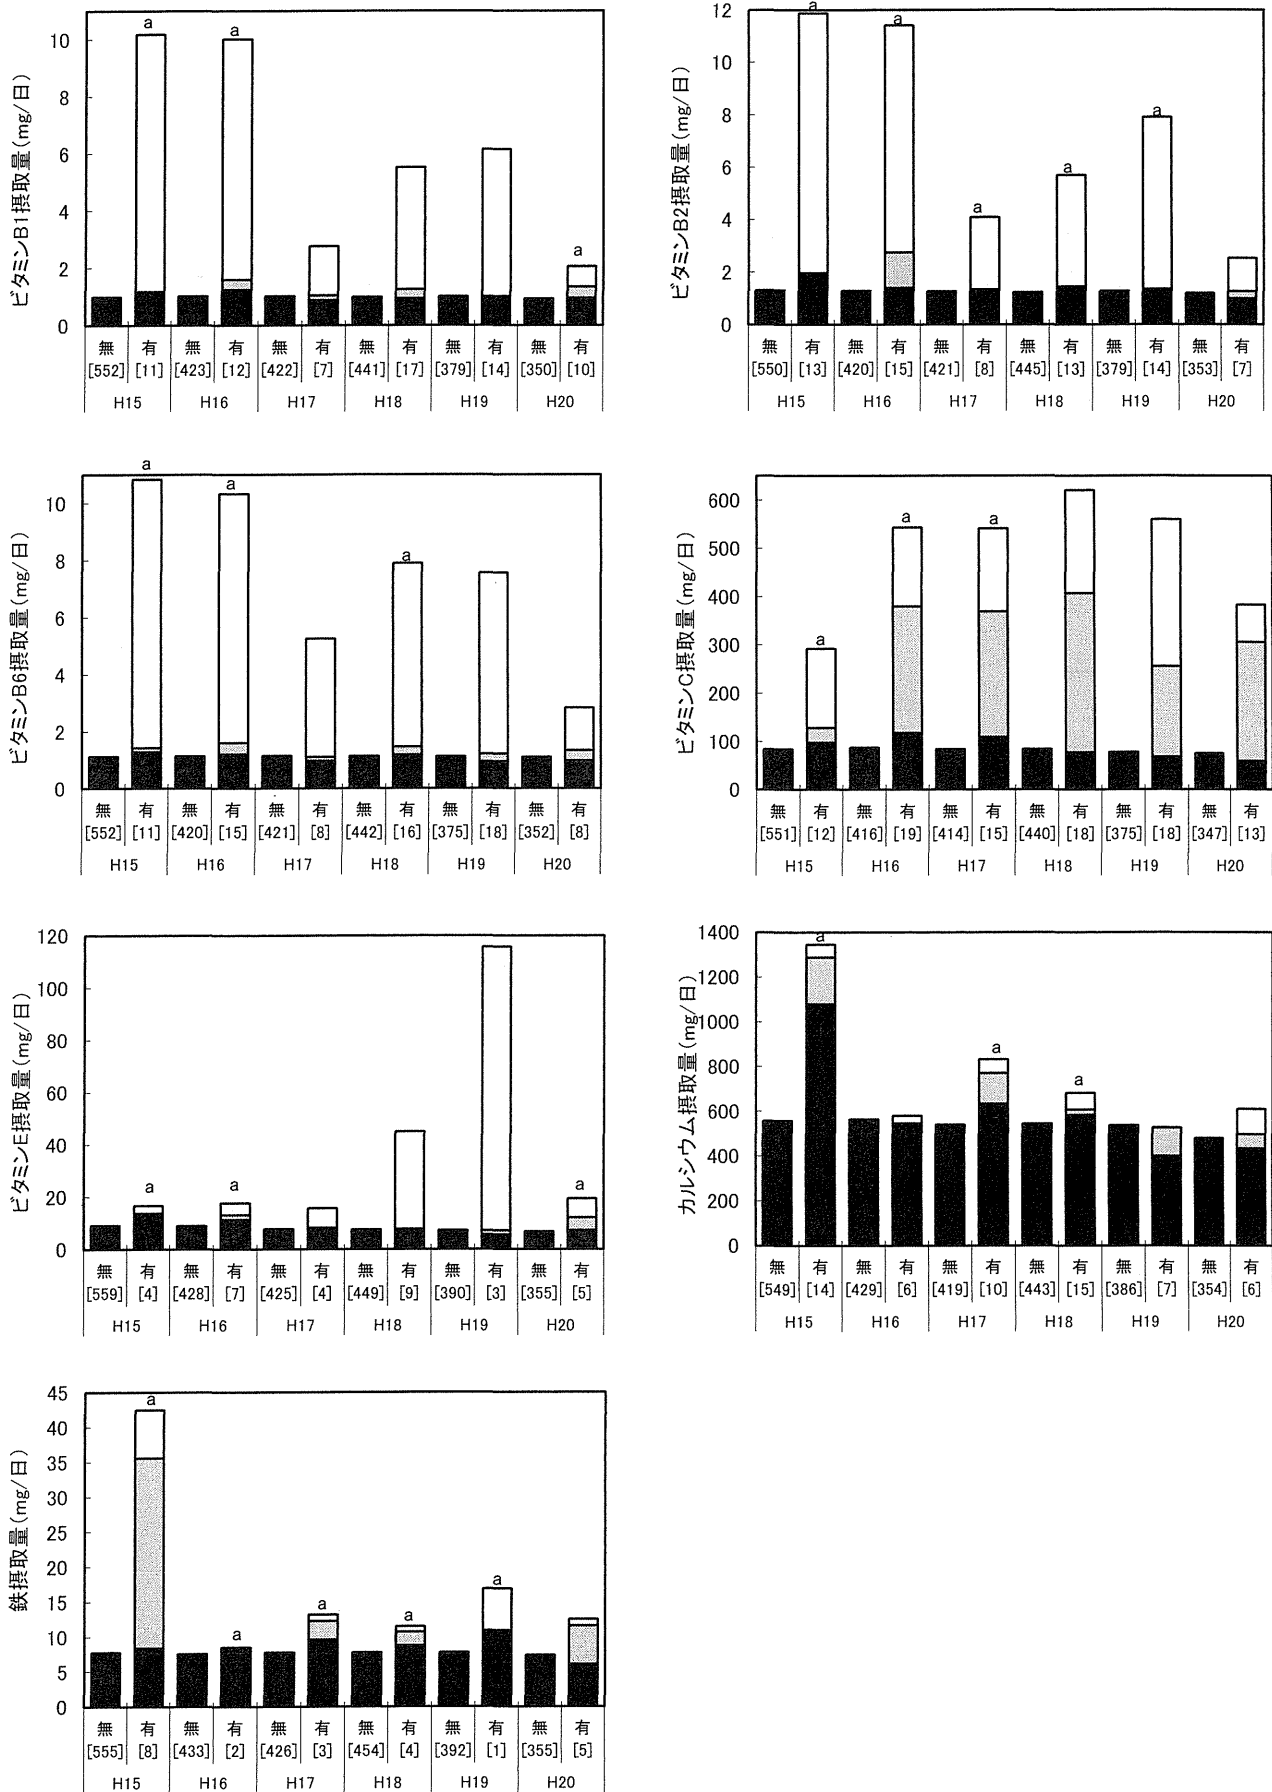 ビタミンB1摂取量(mg/日)
10
8
6
4
2
0
a a a
無 有 無 有 無 有 無 有 無 有 無 有
[552] [11] [423] [12] [422] [7] [441] [17] [379] [14] [350] [10]
H15 H16 H17 H18 H19 H20
ビタミンB2摂取量(mg/日)
12
10
8
6
4
2
0
a a a a a
無 有 無 有 無 有 無 有 無 有 無 有
[550] [13] [420] [15] [421] [8] [445] [13] [379] [14] [353] [7]
H15 H16 H17 H18 H19 H20
ビタミンB6摂取量(mg/日)
10
8
6
4
2
0
a a a
無 有 無 有 無 有 無 有 無 有 無 有
[552] [11] [420] [15] [421] [8] [442] [16] [375] [18] [352] [8]
H15 H16 H17 H18 H19 H20
ビタミンC摂取量(mg/日)
600
500
400
300
200
100
0
a a a
無 有 無 有 無 有 無 有 無 有 無 有
[551] [12] [416] [19] [414] [15] [440] [18] [375] [18] [347] [13]
H15 H16 H17 H18 H19 H20
ビタミンE摂取量(mg/日)
120
100
80
60
40
20
0
a a a
無 有 無 有 無 有 無 有 無 有 無 有
[559] [4] [428] [7] [425] [4] [449] [9] [390] [3] [355] [5]
H15 H16 H17 H18 H19 H20
カルシウム摂取量(mg/日)
1400
1200
1000
800
600
400
200
0
a a a
無 有 無 有 無 有 無 有 無 有 無 有
[549] [14] [429] [6] [419] [10] [443] [15] [386] [7] [354] [6]
H15 H16 H17 H18 H19 H20
鉄摂取量(mg/日)
45
40
35
30
25
20
15
10
5
0
a a a a a
無 有 無 有 無 有 無 有 無 有 無 有
[555] [8] [433] [2] [426] [3] [454] [4] [392] [1] [355] [5]
H15 H16 H17 H18 H19 H20